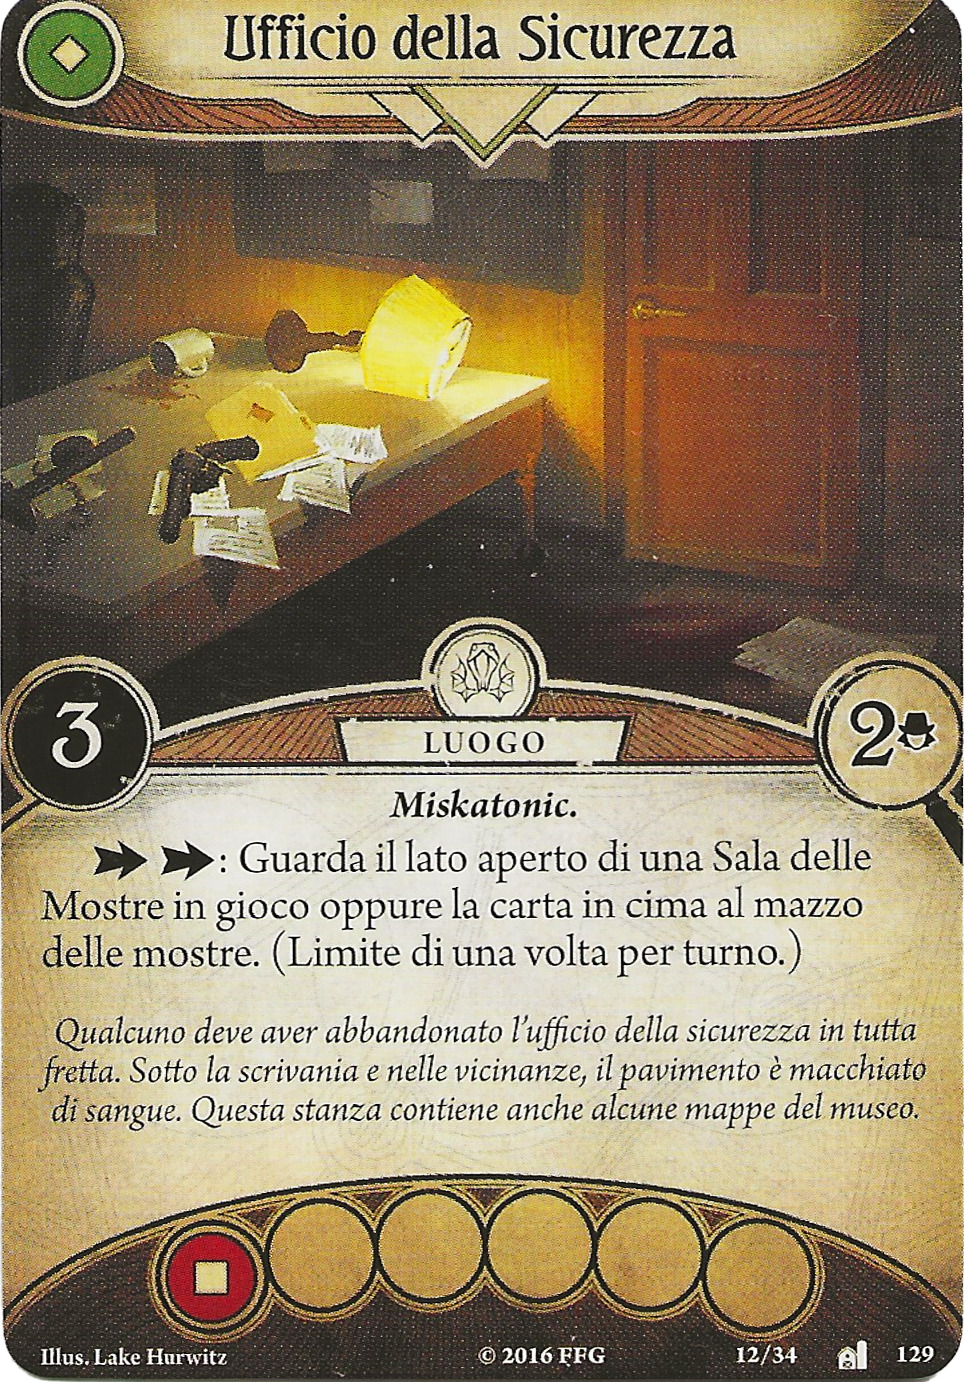 Ufficio della Sicurezza
3
LUOGO
2
Miskatonic.
: Guarda il lato aperto di una Sala delle
Mostre in gioco oppure la carta in cima al mazzo
delle mostre. (Limite di una volta per turno.)
Qualcuno deve aver abbandonato l'ufficio della sicurezza in tutta
fretta. Sotto la scrivania e nelle vicinanze, il pavimento è macchiato
di sangue. Questa stanza contiene anche alcune mappe del museo.
Illus. Lake Hurwitz
© 2016 FFG
12/34
129